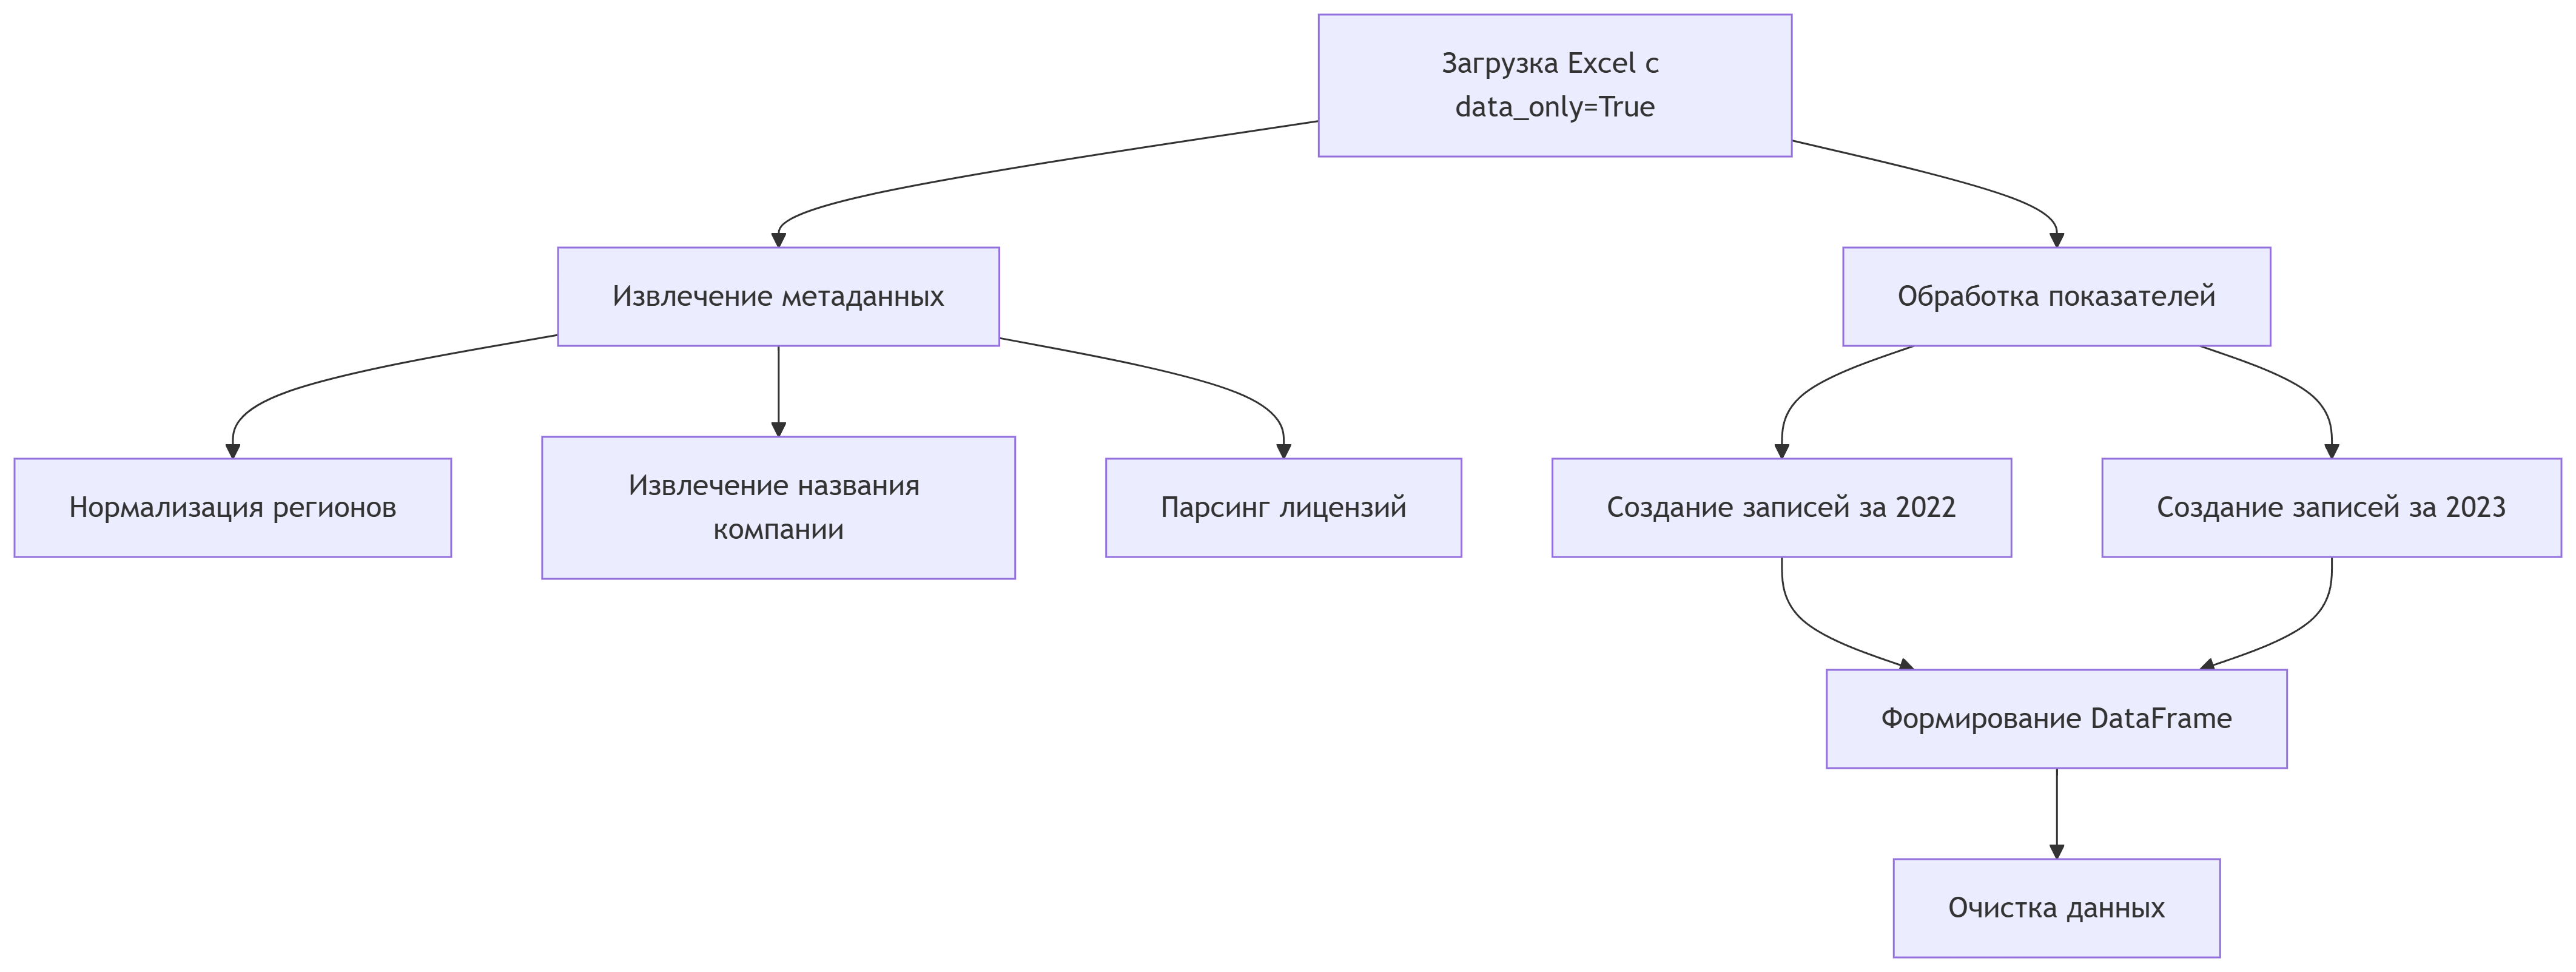 Загрузка Excel с
data_only=True
Извлечение метаданных
Обработка показателей
Нормализация регионов
Извлечение названия
компании
Парсинг лицензий
Создание записей за 2022
Создание записей за 2023
Формирование DataFrame
Очистка данных